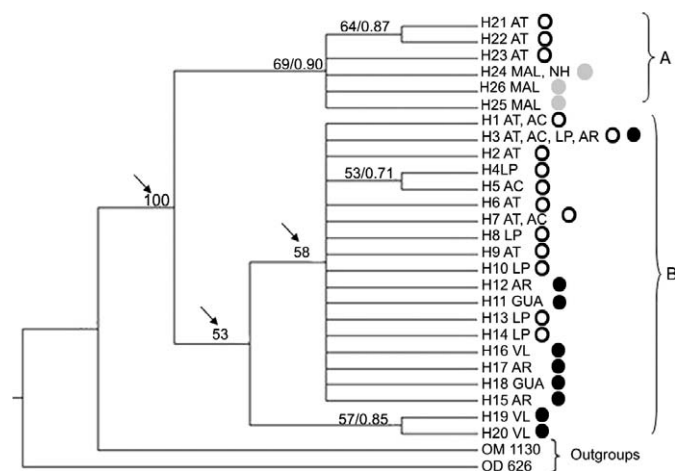 64/0.87
H21 AT
H22 AT
H23 AT
69/0.90
H24 MAL, NH
H26 MAL
H25 MAL
A
H1 AT, AC
H3 AT, AC, LP, AR
H2 AT
H4LP
53/0.71
H5 AC
H6 AT
100
H7 AT, AC
H8 LP
58
H9 AT
H10 LP
B
H12 AR
H11 GUA
H13 LP
53
H14 LP
H16 VL
H17 AR
H18 GUA
H15 AR
57/0.85
H19 VL
H20 VL
OM 1130
Outgroups
OD 626